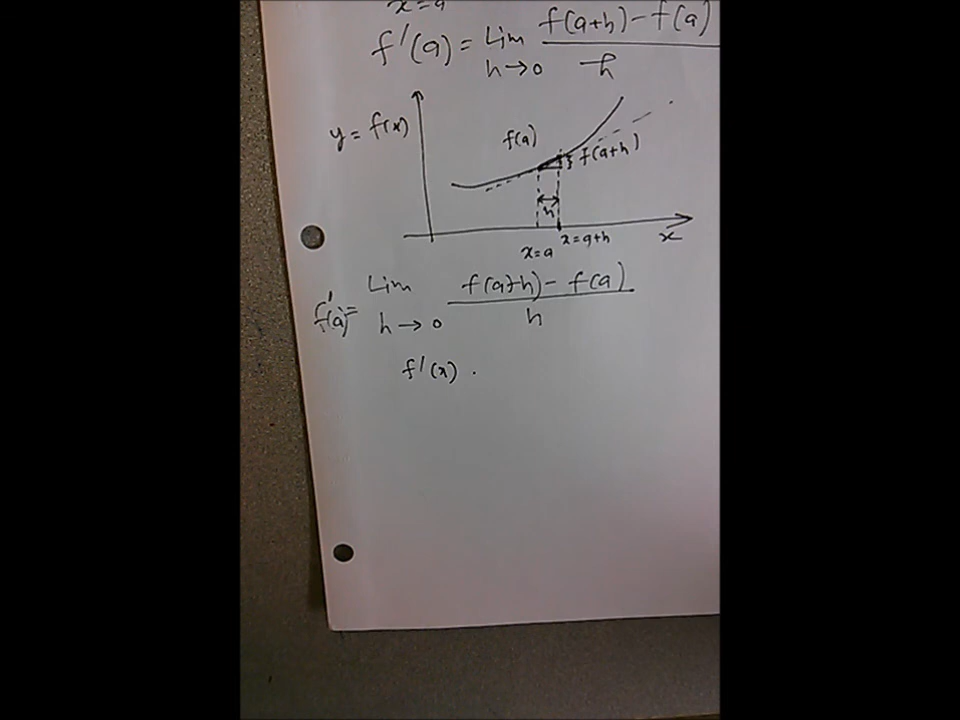 x=a
f'(a) = Lim f(a+h) - f(a)
h→0 h
y = f(x)
f(a)
f(a+h)
h
x=a x=a+h x
f'(a) = Lim f(a+h) - f(a)
h → 0 h
f'(x) .